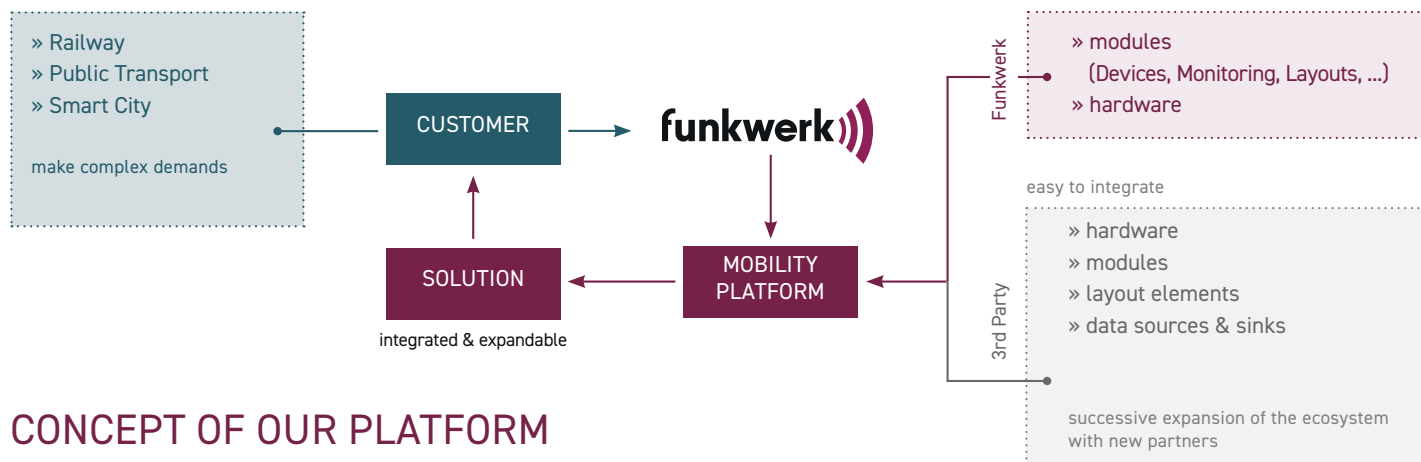 » Railway
» Public Transport
» Smart City
make complex demands
CUSTOMER
funkwerk
Funkwerk
» modules
(Devices, Monitoring, Layouts, ...)
» hardware
easy to integrate
SOLUTION
integrated & expandable
MOBILITY
PLATFORM
3rd Party
» hardware
» modules
» layout elements
» data sources & sinks
successive expansion of the ecosystem
with new partners
CONCEPT OF OUR PLATFORM